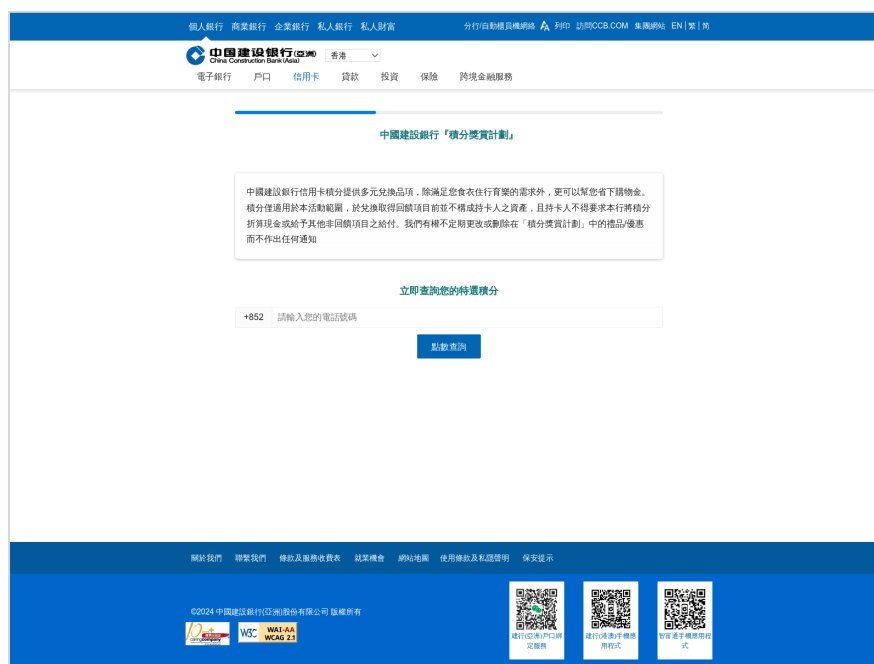 個人銀行 商業銀行 企業銀行 私人銀行 私人財富 分行/自動櫃員機網絡 列印 訪問CCB.COM 集團網站 EN | 繁 | 简
中国建设银行(亞洲) 香港
China Construction Bank (Asia)
電子銀行 戶口 信用卡 貸款 投資 保險 跨境金融服務
中國建設銀行『積分獎賞計劃』
中國建設銀行信用卡積分提供多元兌換品項，除滿足您食衣住行育樂的需求外，更可以幫您省下購物金。
積分僅適用於本活動範圍，於兌換取得回饋項目前並不構成持卡人之資產，且持卡人不得要求本行將積分
折算現金或給予其他非回饋項目之給付。我們有權不定期更改或刪除在「積分獎賞計劃」中的禮品/優惠
而不作出任何通知
立即查詢您的特選積分
+852 請輸入您的電話號碼
點數查詢
關於我們 聯繫我們 條款及服務收費表 就業機會 網站地圖 使用條款及私隱聲明 保安提示
©2024 中國建設銀行(亞洲)股份有限公司 版權所有
caringcompany W3C WAI-AA WCAG 2.1
建行(亞洲)戶口綁定服務
建行(港澳)手機應用程式
智富通手機應用程式